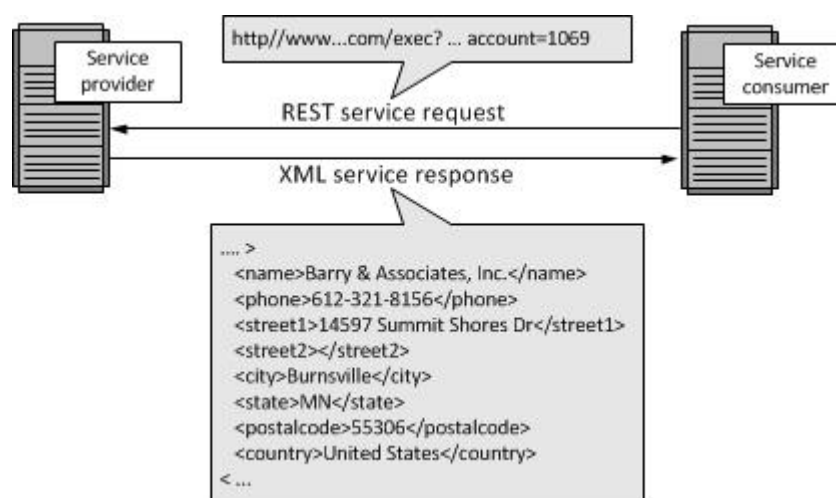 http//www...com/exec? ... account=1069
Service
provider
Service
consumer
REST service request
XML service response
.... >
<name>Barry & Associates, Inc.</name>
<phone>612-321-8156</phone>
<street1>14597 Summit Shores Dr</street1>
<street2></street2>
<city>Burnsville</city>
<state>MN</state>
<postalcode>55306</postalcode>
<country>United States</country>
< ...